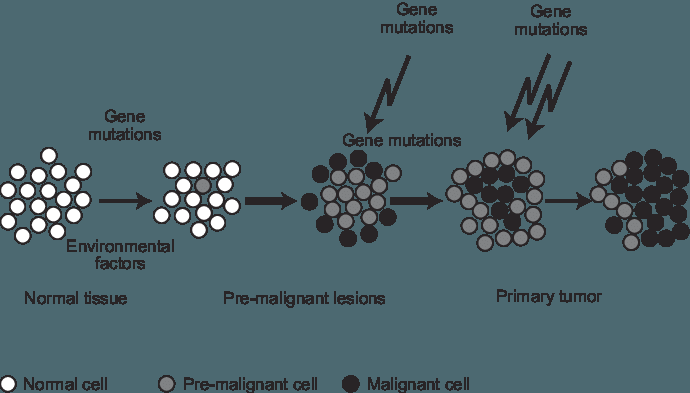 Gene
mutations
Gene
mutations
Gene
mutations
Gene mutations
Environmental
factors
Normal tissue
Pre-malignant lesions
Primary tumor
Normal cell
Pre-malignant cell
Malignant cell